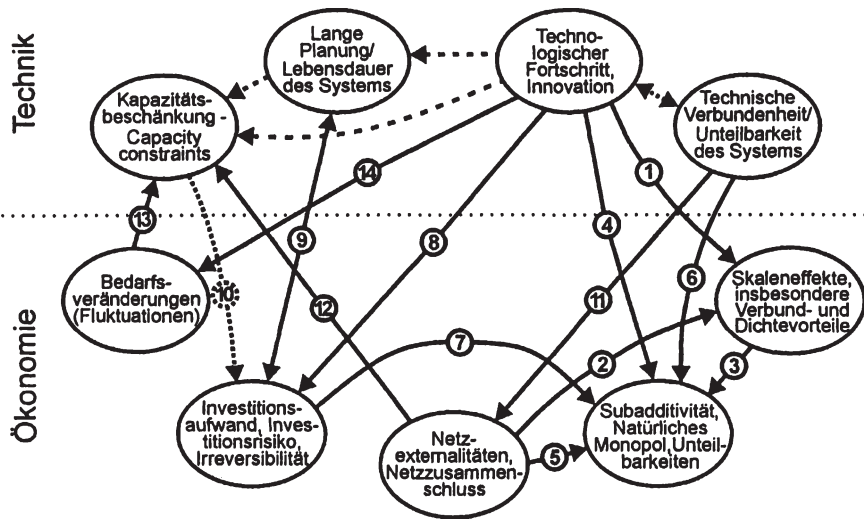 Technik
Lange
Planung/
Lebensdauer
des Systems
Techno-
logischer
Fortschritt,
Innovation
Kapazitäts-
beschänkung -
Capacity
constraints
Technische
Verbundenheit/
Unteilbarkeit
des Systems
14
1
13
9
8
4
Ökonomie
Bedarfs-
veränderungen
(Fluktuationen)
10
12
11
6
Skaleneffekte,
insbesondere
Verbund- und
Dichtevorteile
7
2
3
Investitions-
aufwand, Inves-
titionsrisiko,
Irreversibilität
Netz-
externalitäten,
Netzzusammen-
schluss
5
Subadditivität,
Natürliches
Monopol,Unteil-
barkeiten